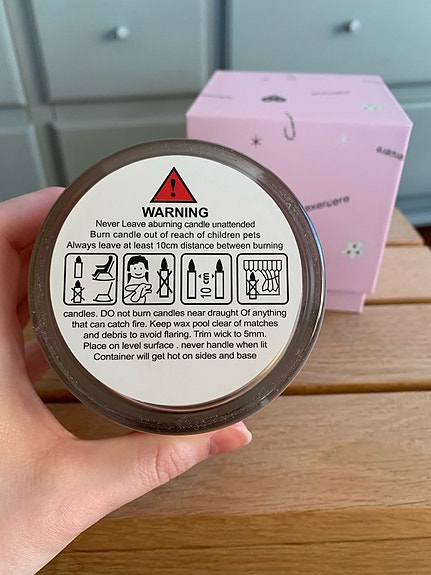 WARNING
Never Leave aburning candle unattended
Burn candle out of reach of children pets
Always leave at least 10cm distance between burning
candles. DO not burn candles near draught Of anything
that can catch fire. Keep wax pool clear of matches
and debris to avoid flaring. Trim wick to 5mm.
Place on level surface . never handle when lit
Container will get hot on sides and base